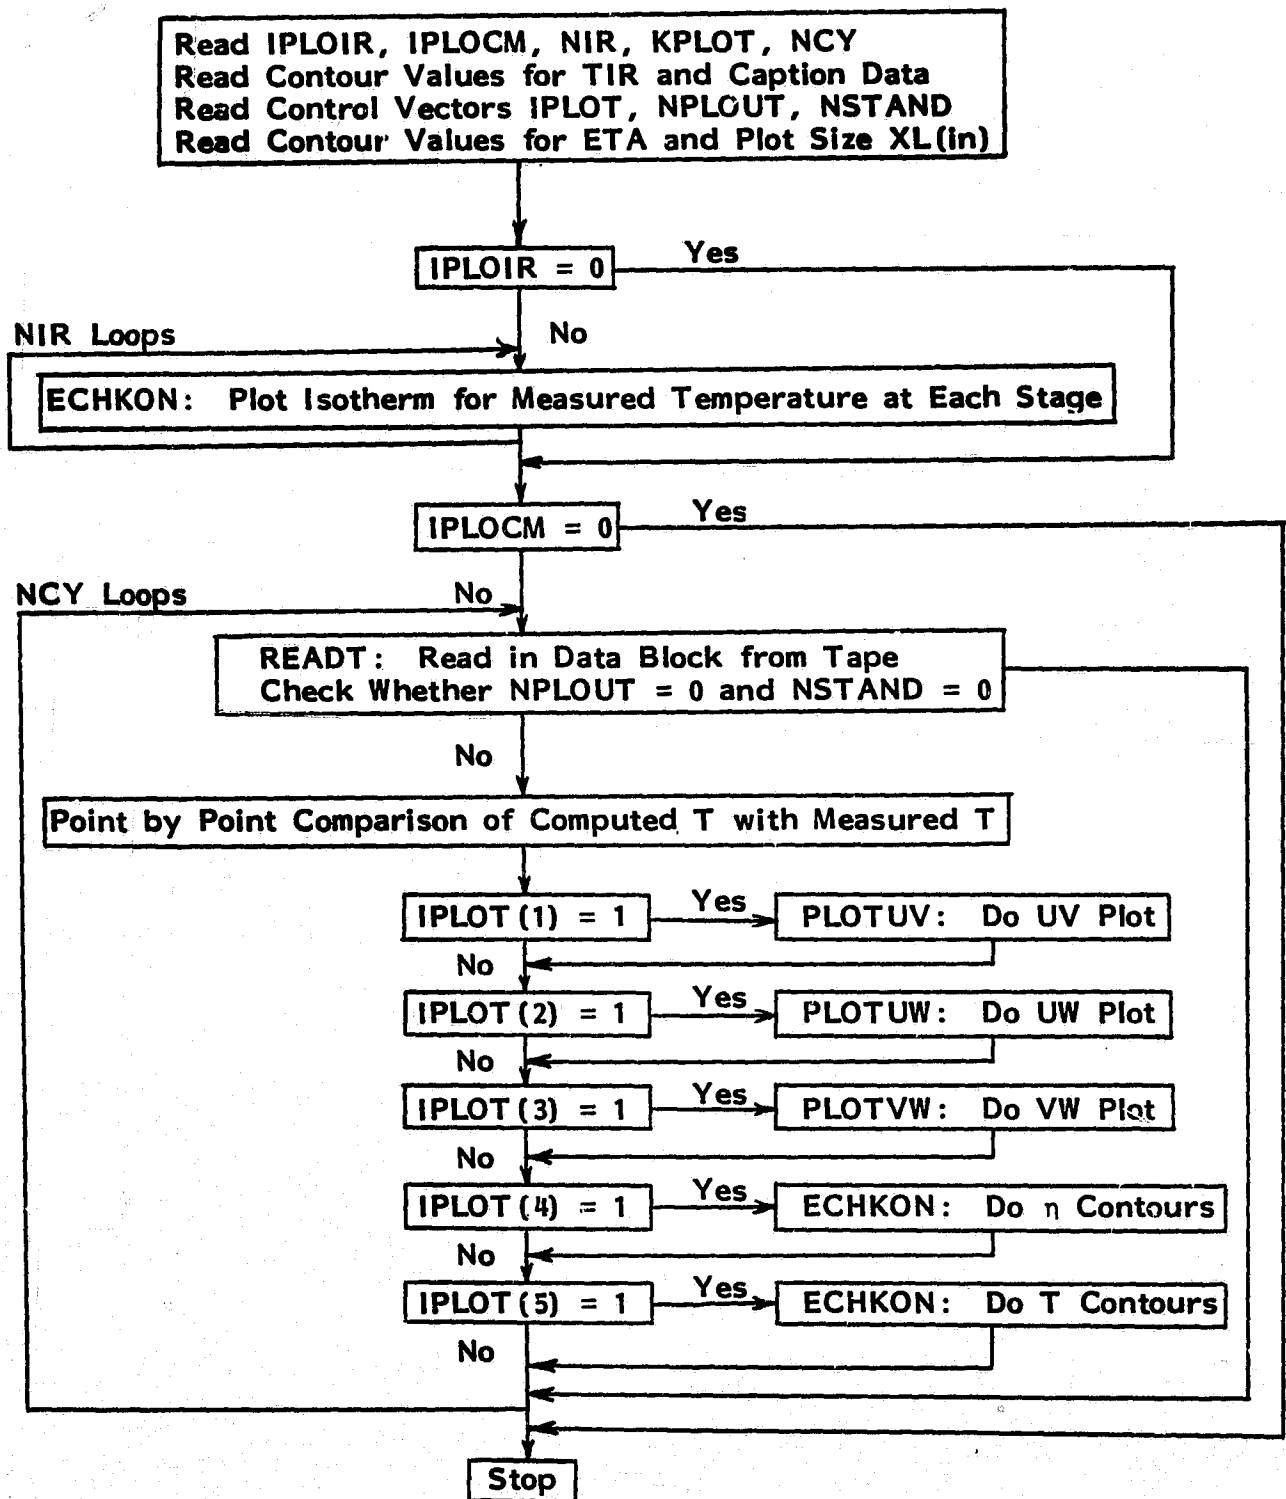 Read IPLOIR, IPLOCM, NIR, KPLOT, NCY
Read Contour Values for TIR and Caption Data
Read Control Vectors IPLOT, NPLOUT, NSTAND
Read Contour Values for ETA and Plot Size XL(in)
IPLOIR = 0
Yes
NIR Loops
No
ECHKON: Plot Isotherm for Measured Temperature at Each Stage
IPLOCM = 0
Yes
NCY Loops
No
READT: Read in Data Block from Tape
Check Whether NPLOUT = 0 and NSTAND = 0
No
Point by Point Comparison of Computed T with Measured T
IPLOT(1) = 1
Yes
PLOTUV: Do UV Plot
No
IPLOT(2) = 1
Yes
PLOTUW: Do UW Plot
No
IPLOT(3) = 1
Yes
PLOTVW: Do VW Plot
No
IPLOT(4) = 1
Yes
ECHKON: Do η Contours
No
IPLOT(5) = 1
Yes
ECHKON: Do T Contours
No
Stop